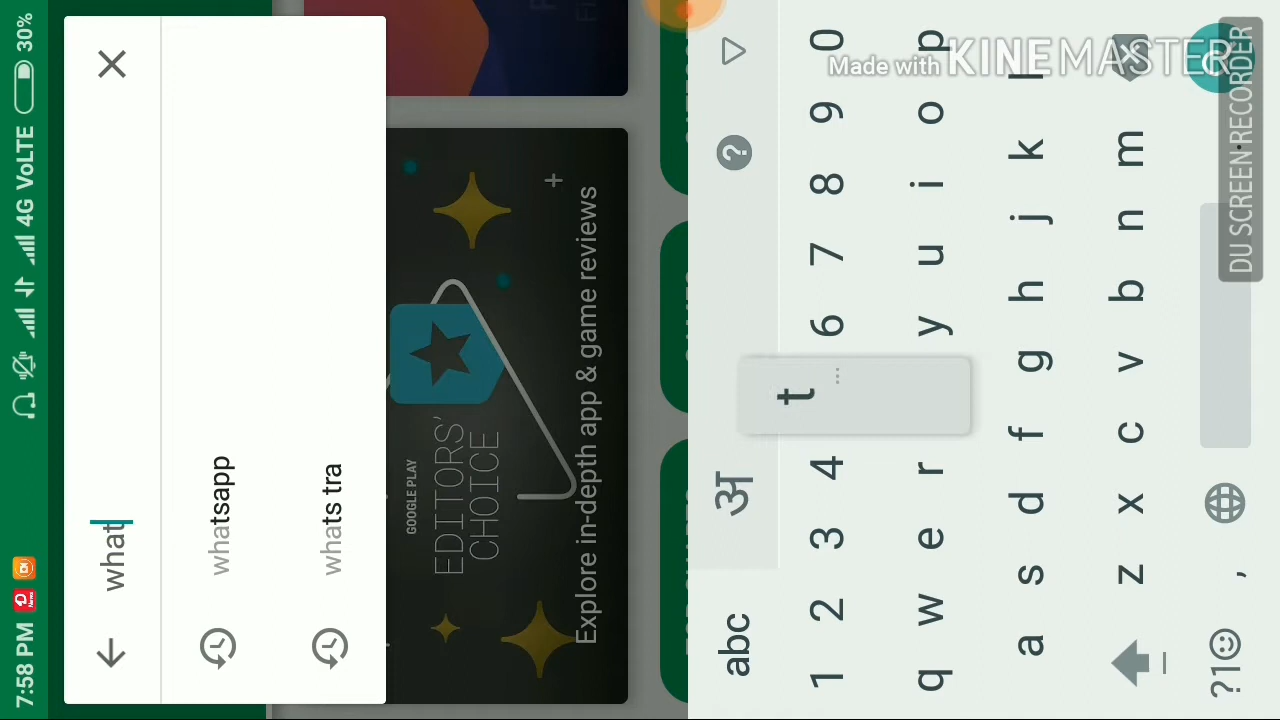 7:58 PM 4G VoLTE 30%
what
whatsapp
whats tra
GOOGLE PLAY
EDITORS'
CHOICE
Explore in-depth app & game reviews
abc अ
1 2 3 4 6 7 8 9 0
q w e r t y u i o p
a s d f g h j k l
z x c v b n m
?1 ,
Made with KINEMASTER
DU SCREEN RECORDER